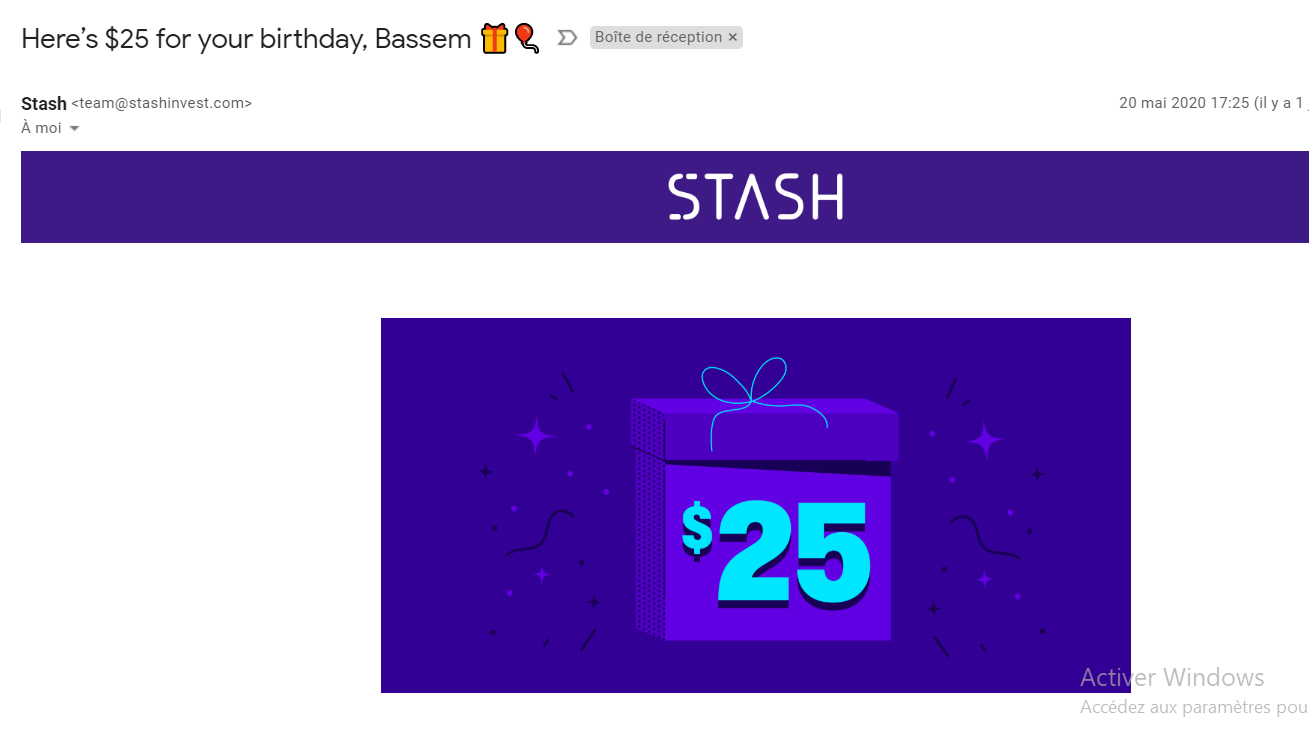 Here’s $25 for your birthday, Bassem 🎁🎈 Boîte de réception ×
Stash <team@stashinvest.com> 20 mai 2020 17:25 (il y a 1
À moi
STASH
$25
Activer Windows
Accédez aux paramètres pou